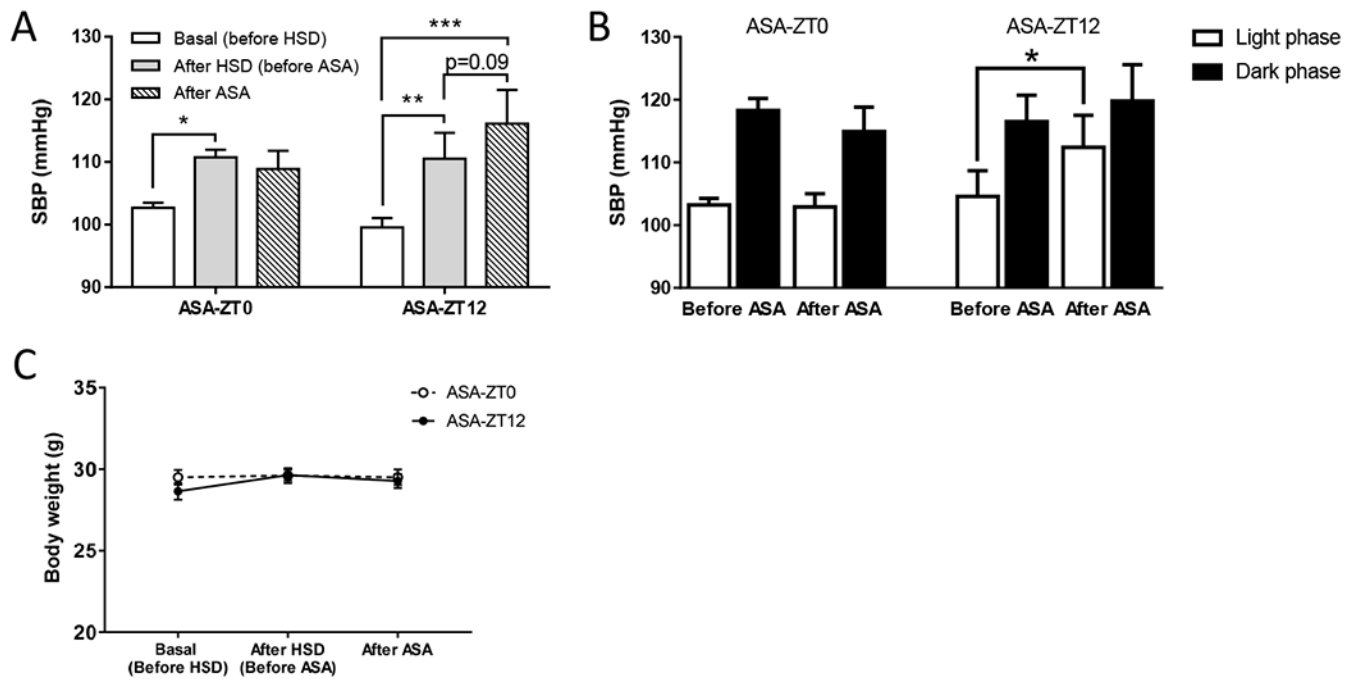 A
SBP (mmHg)
130
120
110
100
90
Basal (before HSD)
After HSD (before ASA)
After ASA
*
***
p=0.09
**
ASA-ZT0
ASA-ZT12
B
ASA-ZT0
ASA-ZT12
Light phase
Dark phase
SBP (mmHg)
130
120
110
100
90
*
Before ASA After ASA
Before ASA After ASA
C
Body weight (g)
35
30
25
20
ASA-ZT0
ASA-ZT12
Basal
(Before HSD)
After HSD
(Before ASA)
After ASA